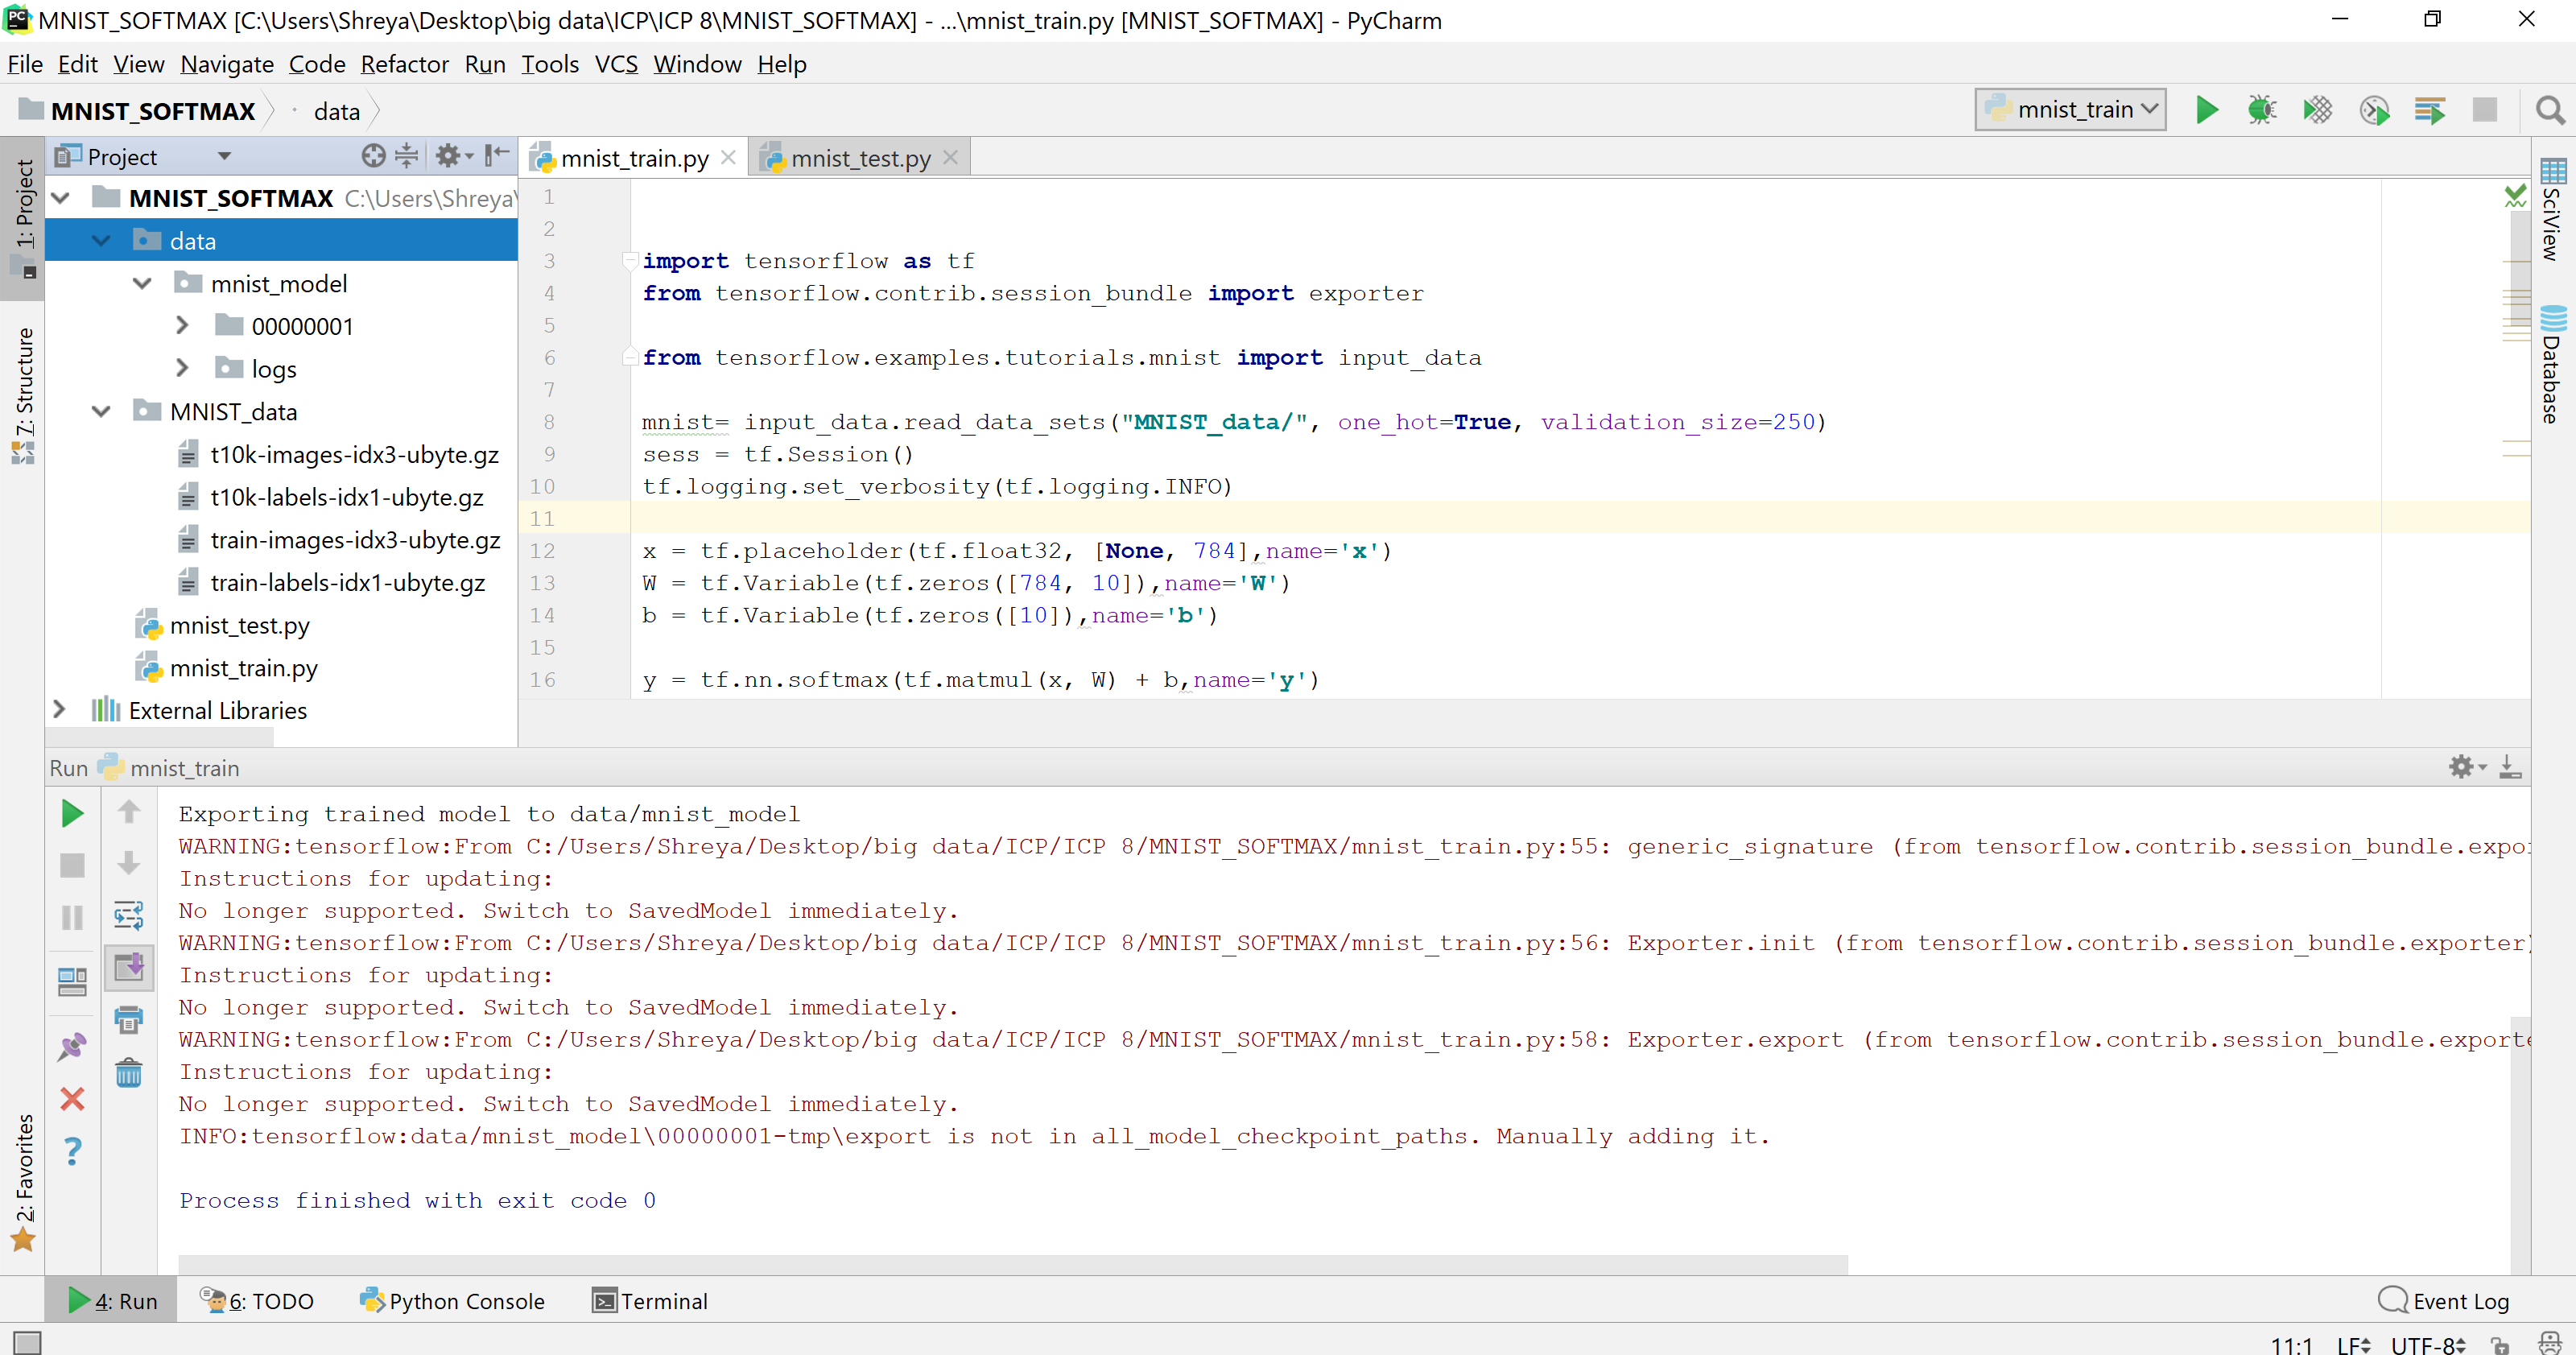 MNIST_SOFTMAX [C:\Users\Shreya\Desktop\big data\ICP\ICP 8\MNIST_SOFTMAX] - ...\mnist_train.py [MNIST_SOFTMAX] - PyCharm
File Edit View Navigate Code Refactor Run Tools VCS Window Help
MNIST_SOFTMAX data mnist_train
1: Project
7: Structure
2: Favorites
Project
MNIST_SOFTMAX C:\Users\Shreya\
data
mnist_model
00000001
logs
MNIST_data
t10k-images-idx3-ubyte.gz
t10k-labels-idx1-ubyte.gz
train-images-idx3-ubyte.gz
train-labels-idx1-ubyte.gz
mnist_test.py
mnist_train.py
External Libraries
mnist_train.py mnist_test.py
1
2
3 import tensorflow as tf
4 from tensorflow.contrib.session_bundle import exporter
5
6 from tensorflow.examples.tutorials.mnist import input_data
7
8 mnist= input_data.read_data_sets("MNIST_data/", one_hot=True, validation_size=250)
9 sess = tf.Session()
10 tf.logging.set_verbosity(tf.logging.INFO)
11
12 x = tf.placeholder(tf.float32, [None, 784],name='x')
13 W = tf.Variable(tf.zeros([784, 10]),name='W')
14 b = tf.Variable(tf.zeros([10]),name='b')
15
16 y = tf.nn.softmax(tf.matmul(x, W) + b,name='y')
SciView
Database
Run mnist_train
Exporting trained model to data/mnist_model
WARNING:tensorflow:From C:/Users/Shreya/Desktop/big data/ICP/ICP 8/MNIST_SOFTMAX/mnist_train.py:55: generic_signature (from tensorflow.contrib.session_bundle.expo
Instructions for updating:
No longer supported. Switch to SavedModel immediately.
WARNING:tensorflow:From C:/Users/Shreya/Desktop/big data/ICP/ICP 8/MNIST_SOFTMAX/mnist_train.py:56: Exporter.init (from tensorflow.contrib.session_bundle.exporter)
Instructions for updating:
No longer supported. Switch to SavedModel immediately.
WARNING:tensorflow:From C:/Users/Shreya/Desktop/big data/ICP/ICP 8/MNIST_SOFTMAX/mnist_train.py:58: Exporter.export (from tensorflow.contrib.session_bundle.exporte
Instructions for updating:
No longer supported. Switch to SavedModel immediately.
INFO:tensorflow:data/mnist_model\00000001-tmp\export is not in all_model_checkpoint_paths. Manually adding it.
Process finished with exit code 0
4: Run 6: TODO Python Console Terminal Event Log
11:1 LF UTF-8